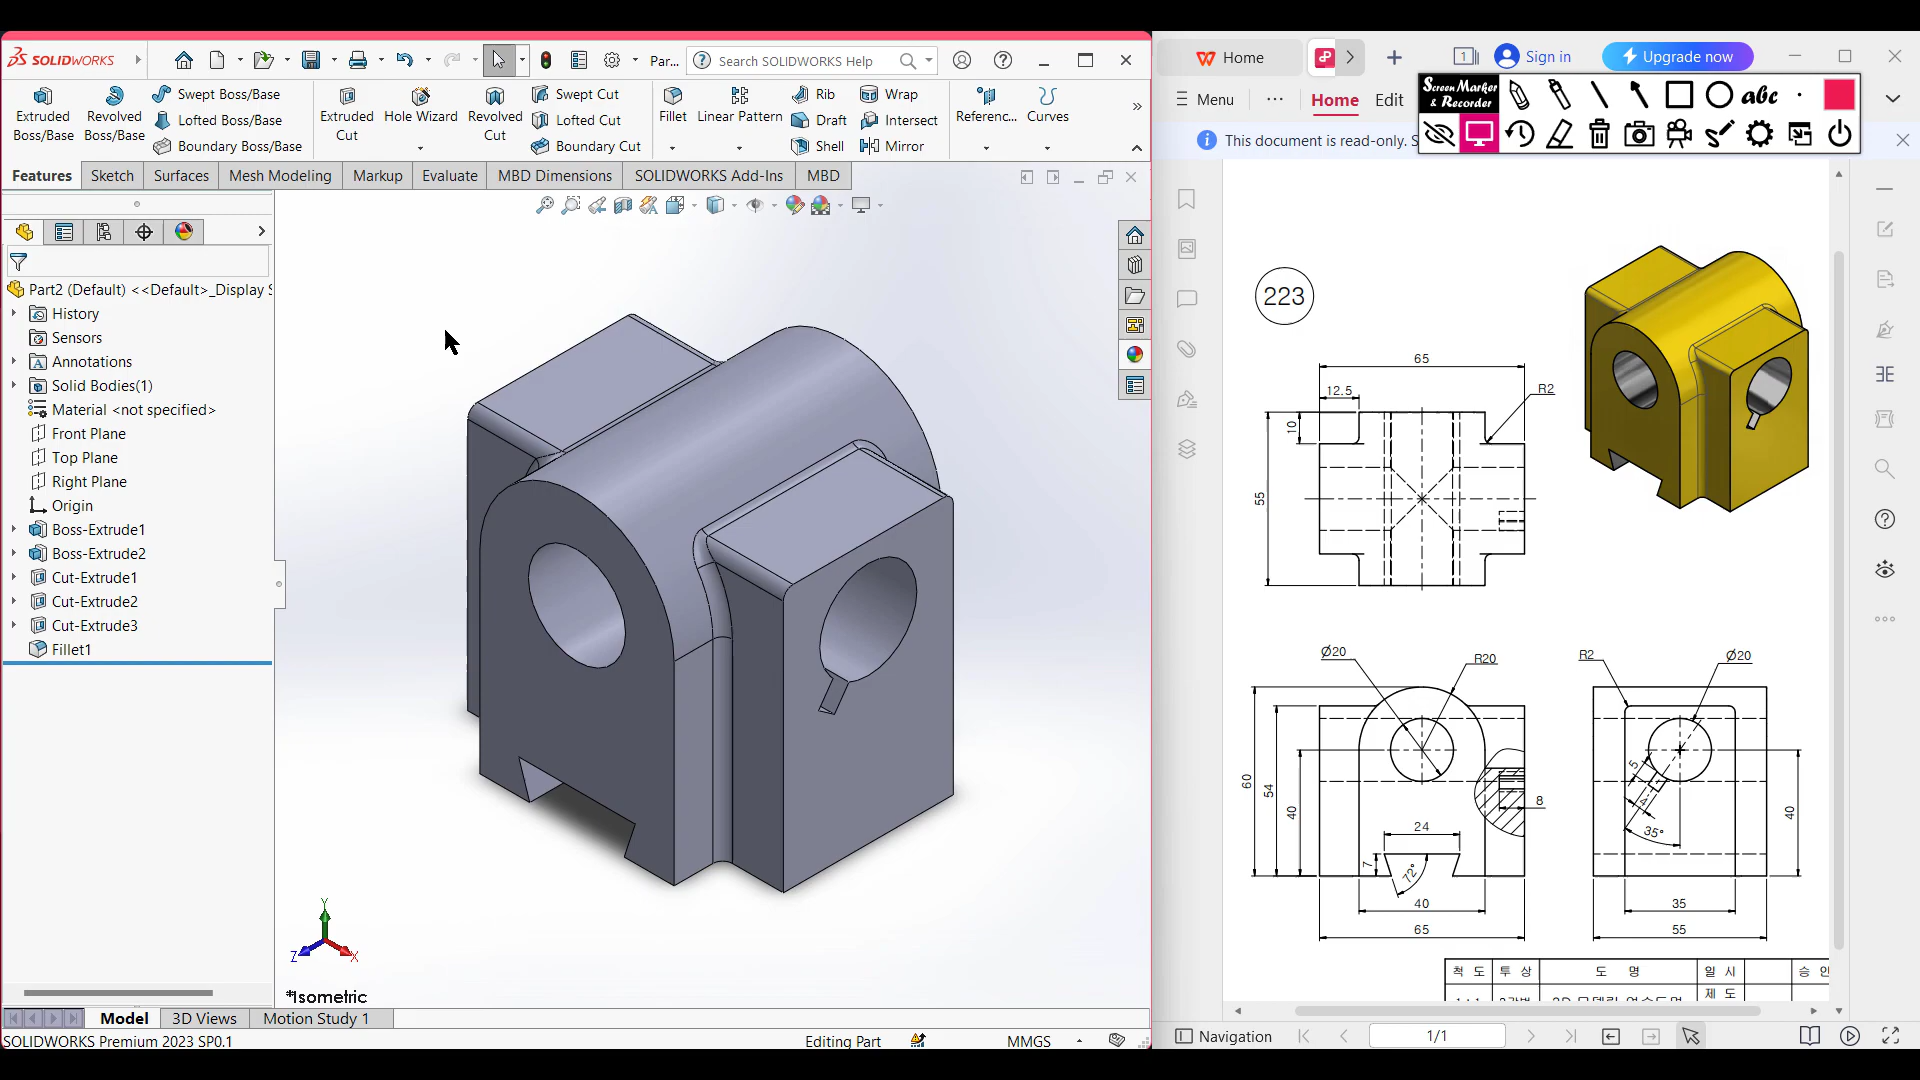 SOLIDWORKS
Par...
Search SOLIDWORKS Help
Extruded Boss/Base
Revolved Boss/Base
Swept Boss/Base
Lofted Boss/Base
Boundary Boss/Base
Extruded Cut
Hole Wizard
Revolved Cut
Swept Cut
Lofted Cut
Boundary Cut
Fillet
Linear Pattern
Rib
Draft
Shell
Wrap
Intersect
Mirror
Referenc...
Curves
Features
Sketch
Surfaces
Mesh Modeling
Markup
Evaluate
MBD Dimensions
SOLIDWORKS Add-Ins
MBD
Part2 (Default) <<Default>_Display S
History
Sensors
Annotations
Solid Bodies(1)
Material <not specified>
Front Plane
Top Plane
Right Plane
Origin
Boss-Extrude1
Boss-Extrude2
Cut-Extrude1
Cut-Extrude2
Cut-Extrude3
Fillet1
Y
Z
X
*Isometric
Model
3D Views
Motion Study 1
SOLIDWORKS Premium 2023 SP0.1
Editing Part
MMGS
Home
1
Sign in
Upgrade now
Menu
Home
Edit
Screen Marker & Recorder
abc
This document is read-only. S
223
65
12.5
R2
10
55
Ø20
R20
60
54
40
8
24
7
72°
40
65
R2
Ø20
5
4
35°
40
35
55
척 도
투 상
도 명
일 시
승 인
제 도
Navigation
1/1